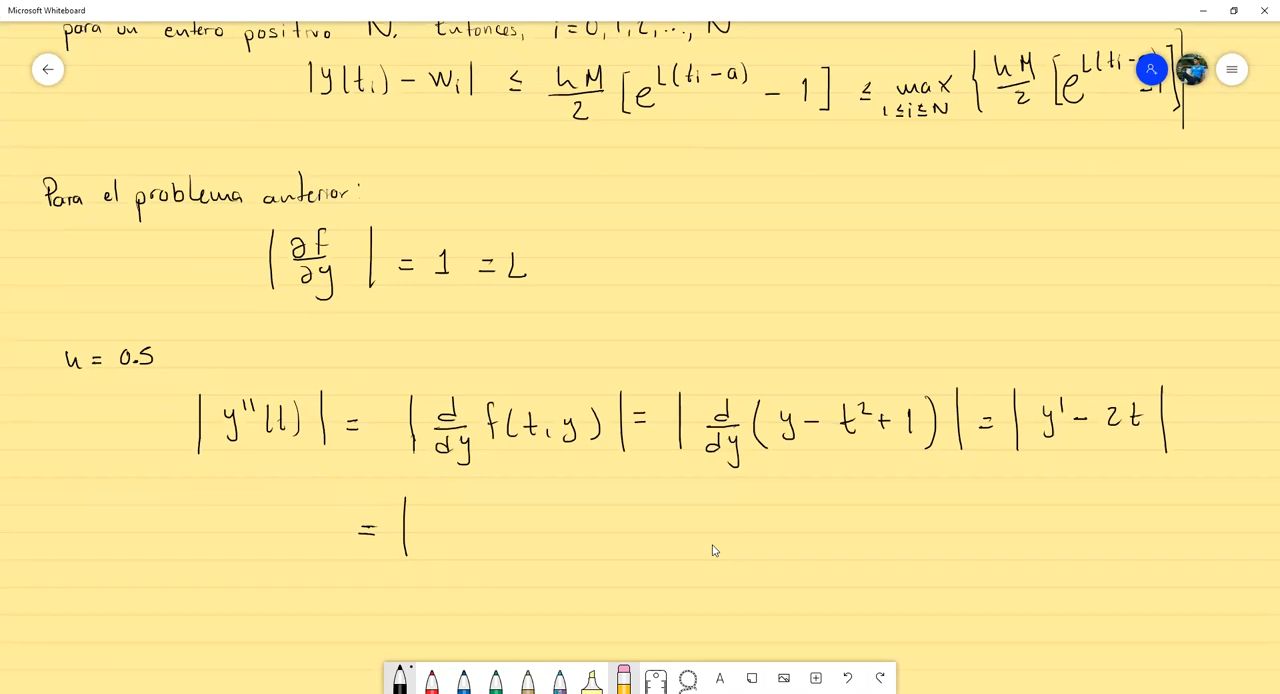 Microsoft Whiteboard
para un entero positivo N. Entonces, i = 0, 1, 2, ..., N
|y(ti) - wi| ≤ hM/2 [e^L(ti - a) - 1] ≤ max 1≤i≤N { hM/2 [e^L(ti -
Para el problema anterior:
|∂f/∂y| = 1 = L
h = 0.5
|y''(t)| = |d/dy f(t, y)| = |d/dy (y - t² + 1)| = |y' - 2t|
= |
A